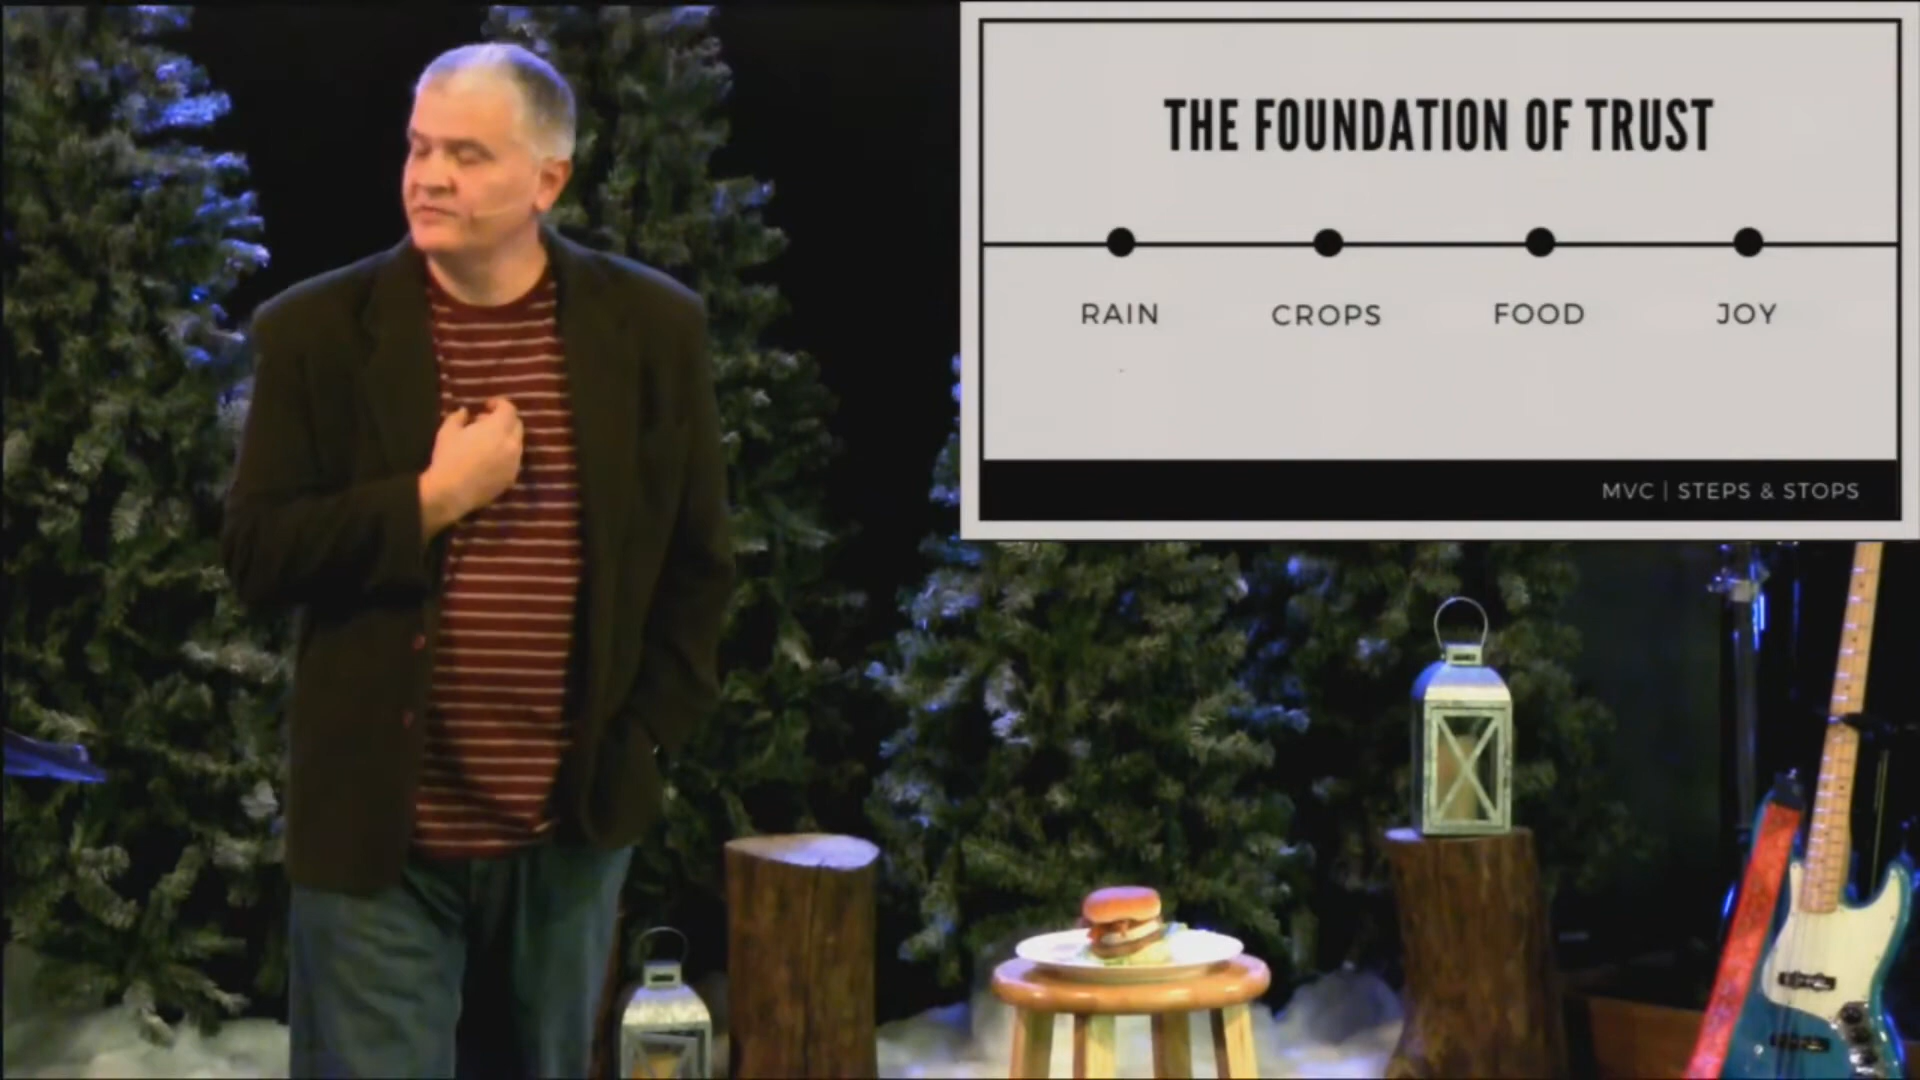 THE FOUNDATION OF TRUST
RAIN CROPS FOOD JOY
MVC | STEPS & STOPS